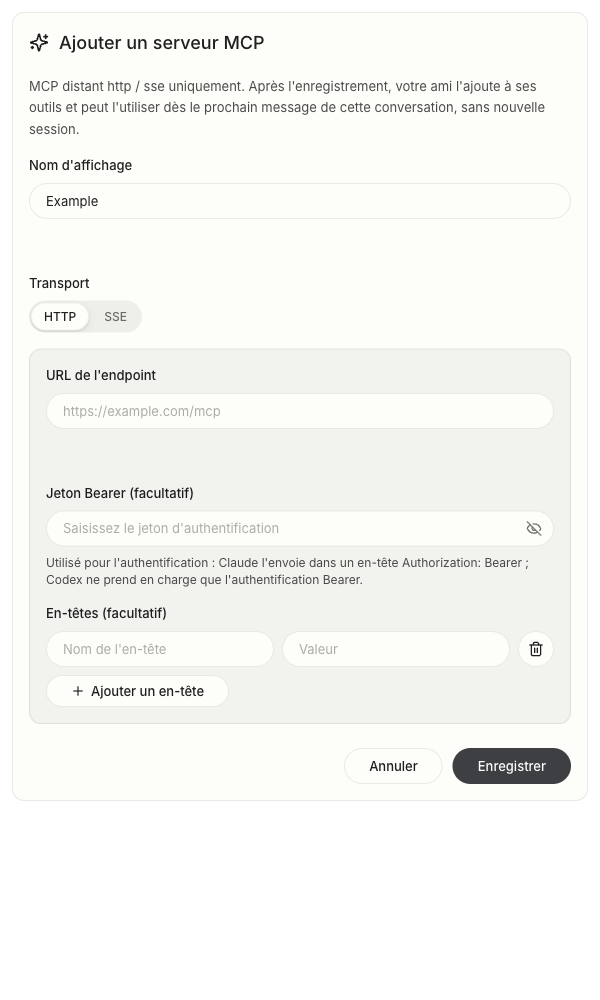 Ajouter un serveur MCP
MCP distant http / sse uniquement. Après l'enregistrement, votre ami l'ajoute à ses
outils et peut l'utiliser dès le prochain message de cette conversation, sans nouvelle
session.
Nom d'affichage
Example
Transport
HTTP SSE
URL de l'endpoint
https://example.com/mcp
Jeton Bearer (facultatif)
Saisissez le jeton d'authentification
Utilisé pour l'authentification : Claude l'envoie dans un en-tête Authorization: Bearer ;
Codex ne prend en charge que l'authentification Bearer.
En-têtes (facultatif)
Nom de l'en-tête Valeur
Ajouter un en-tête
Annuler Enregistrer